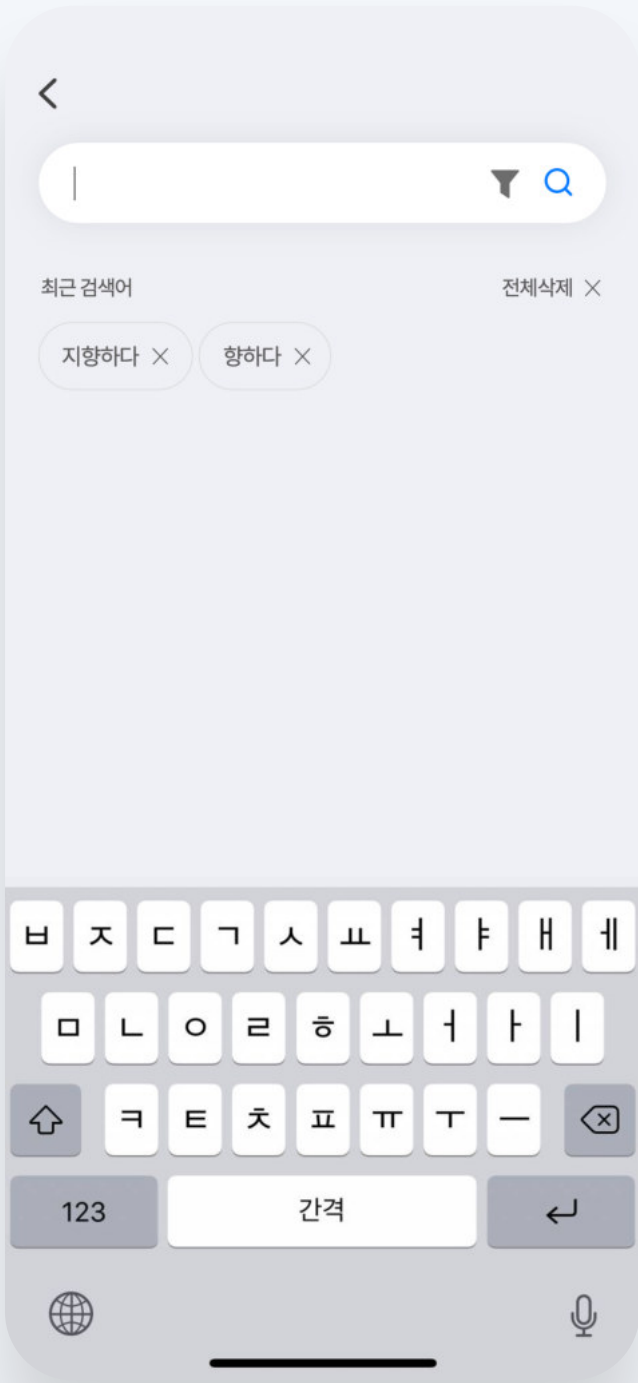 최근 검색어 전체삭제
지향하다 향하다
ㅂ ㅈ ㄷ ㄱ ㅅ ㅛ ㅕ ㅑ ㅐ ㅔ
ㅁ ㄴ ㅇ ㄹ ㅎ ㅗ ㅓ ㅏ ㅣ
ㅋ ㅌ ㅊ ㅍ ㅠ ㅜ ㅡ
123 간격